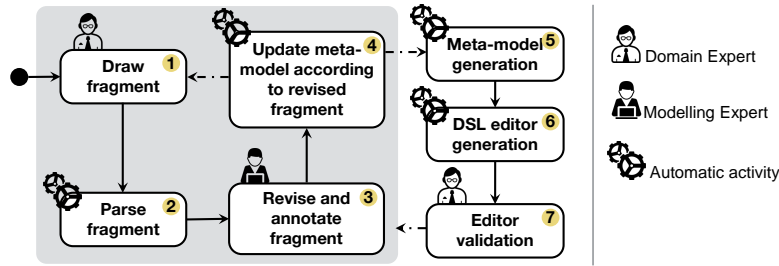 Draw
fragment
1
Parse
fragment
2
Revise and
annotate
fragment
3
Update meta-
model according
to revised
fragment
4
Meta-model
generation
5
DSL editor
generation
6
Editor
validation
7
Domain Expert
Modelling Expert
Automatic activity